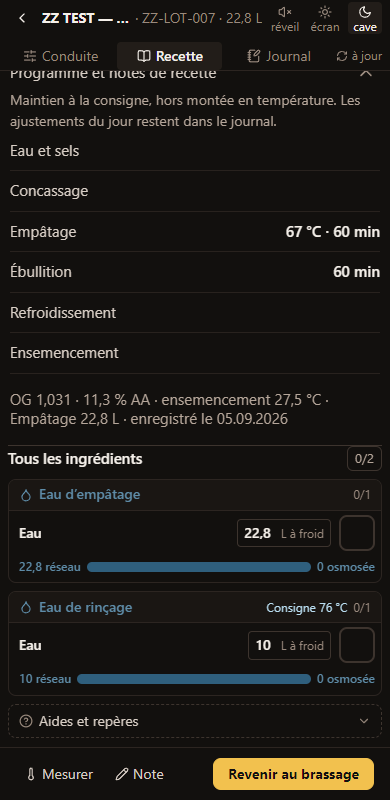 ZZ TEST — ... · ZZ-LOT-007 · 22,8 L
réveil
écran
cave
Conduite
Recette
Journal
à jour
Programme et notes de recette
Maintien à la consigne, hors montée en température. Les
ajustements du jour restent dans le journal.
Eau et sels
Concassage
Empâtage 67 °C · 60 min
Ébullition 60 min
Refroidissement
Ensemencement
OG 1,031 · 11,3 % AA · ensemencement 27,5 °C ·
Empâtage 22,8 L · enregistré le 05.09.2026
Tous les ingrédients 0/2
Eau d'empâtage 0/1
Eau 22,8 L à froid
22,8 réseau 0 osmosée
Eau de rinçage Consigne 76 °C 0/1
Eau 10 L à froid
10 réseau 0 osmosée
Aides et repères
Mesurer
Note
Revenir au brassage